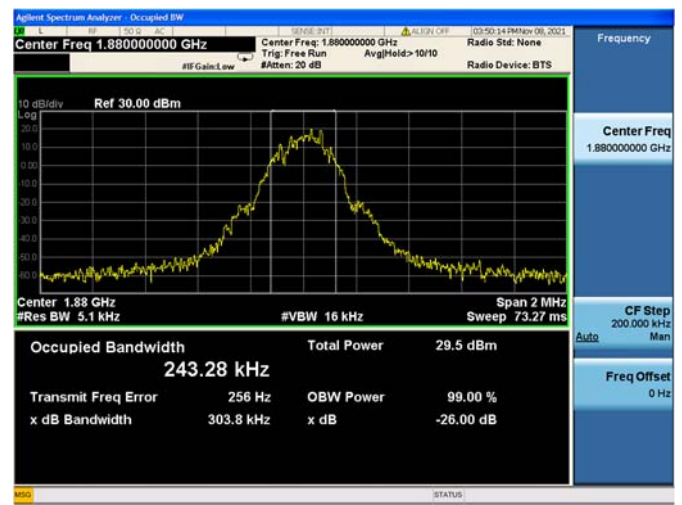 Agilent Spectrum Analyzer - Occupied BW
L RF 50 Ω AC SENSE:INT ALIGN OFF 03:50:14 PM Nov 08, 2021
Center Freq 1.880000000 GHz
Center Freq: 1.880000000 GHz
Radio Std: None
Trig: Free Run Avg|Hold:>10/10
#IFGain:Low #Atten: 20 dB Radio Device: BTS
10 dB/div Ref 30.00 dBm
Log
20.0
10.0
0.00
-10.0
-20.0
-30.0
-40.0
-50.0
-60.0
Center 1.88 GHz Span 2 MHz
#Res BW 5.1 kHz #VBW 16 kHz Sweep 73.27 ms
Occupied Bandwidth Total Power 29.5 dBm
243.28 kHz
Transmit Freq Error 256 Hz OBW Power 99.00 %
x dB Bandwidth 303.8 kHz x dB -26.00 dB
MSG STATUS
Frequency
Center Freq
1.880000000 GHz
CF Step
200.000 kHz
Auto Man
Freq Offset
0 Hz